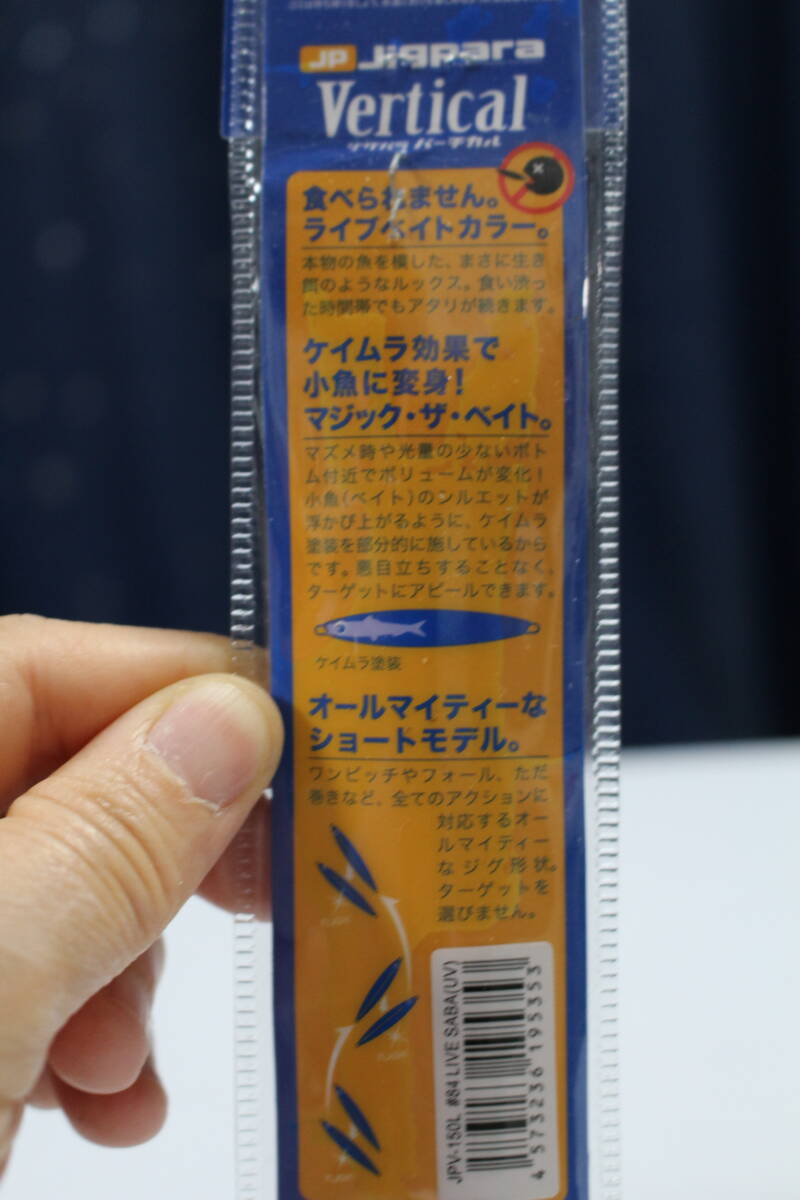 JP Jigpara
Vertical
ジグパラ バーチカル
食べられません。
ライブベイトカラー。
本物の魚を模した、まさに生き
餌のようなルックス。食い渋っ
た時間帯でもアタリが続きます。
ケイムラ効果で
小魚に変身!
マジック・ザ・ベイト。
マズメ時や光量の少ないボト
ム付近でボリュームが変化!
小魚(ベイト)のシルエットが
浮かび上がるように、ケイムラ
塗装を部分的に施しているから
です。悪目立ちすることなく、
ターゲットにアピールできます。
ケイムラ塗装
オールマイティーな
ショートモデル。
ワンピッチやフォール、ただ
巻きなど、全てのアクションに
対応するオー
ルマイティー
なジグ形状。
ターゲットを
選びません。
FLASH
FLASH
FLASH
JPV-150L #84 LIVE SABA(UV)
4 573236 195353